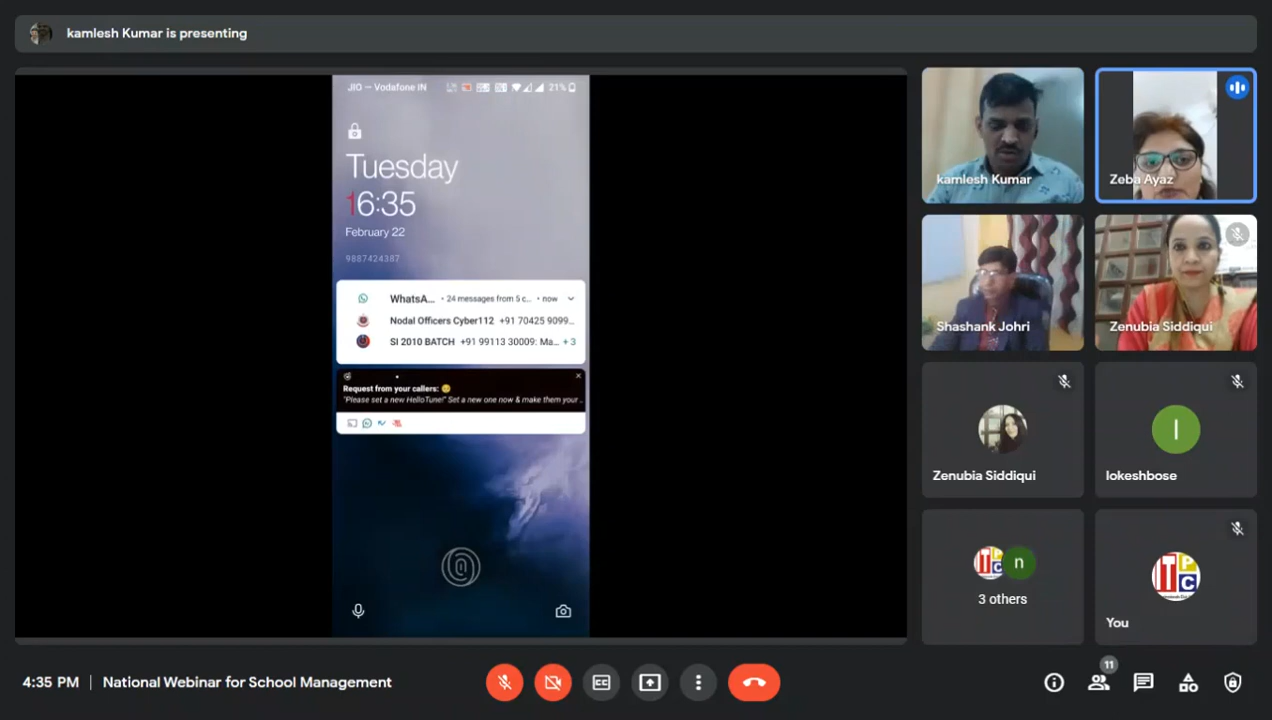 kamlesh Kumar is presenting
JIO — Vodafone IN
21%
Tuesday
16:35
February 22
9887424387
WhatsA... • 24 messages from 5 c... • now
Nodal Officers Cyber112 +91 70425 9099...
SI 2010 BATCH +91 99113 30009: Ma... +3
Request from your callers: 🥺
"Please set a new HelloTune!" Set a new one now & make them your ..
kamlesh Kumar
Zeba Ayaz
Shashank Johri
Zenubia Siddiqui
Zenubia Siddiqui
l
lokeshbose
n
3 others
T P C
You
4:35 PM | National Webinar for School Management
CC
11